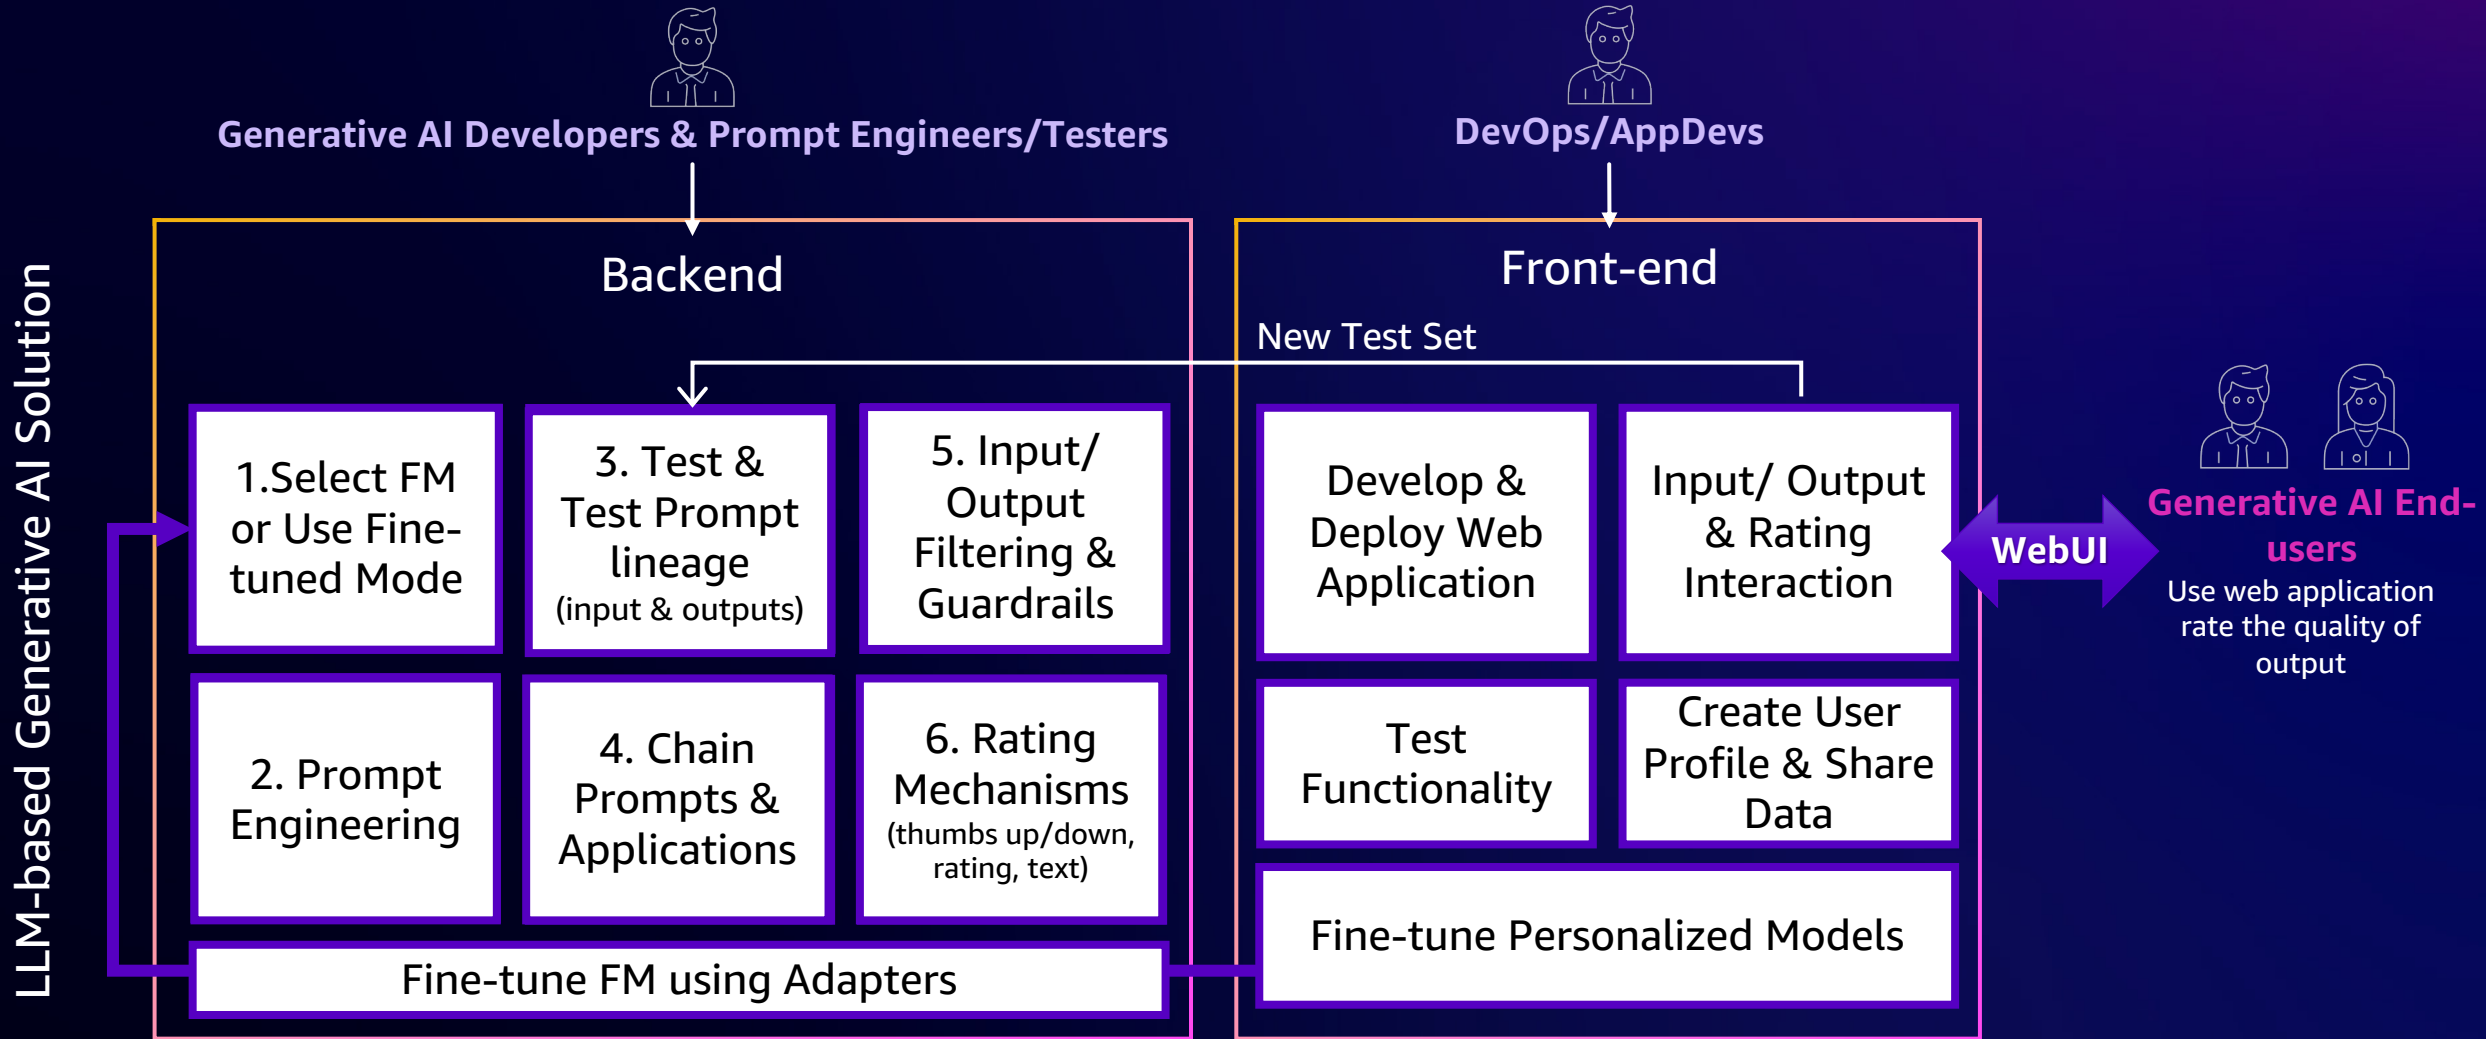 Generative AI Developers & Prompt Engineers/Testers
DevOps/AppDevs
LLM-based Generative AI Solution
Backend
Front-end
New Test Set
1.Select FM
or Use Fine-
tuned Mode
3. Test &
Test Prompt
lineage
(input & outputs)
5. Input/
Output
Filtering &
Guardrails
2. Prompt
Engineering
4. Chain
Prompts &
Applications
6. Rating
Mechanisms
(thumbs up/down,
rating, text)
Fine-tune FM using Adapters
Develop &
Deploy Web
Application
Input/ Output
& Rating
Interaction
Test
Functionality
Create User
Profile & Share
Data
Fine-tune Personalized Models
WebUI
Generative AI End-
users
Use web application
rate the quality of
output